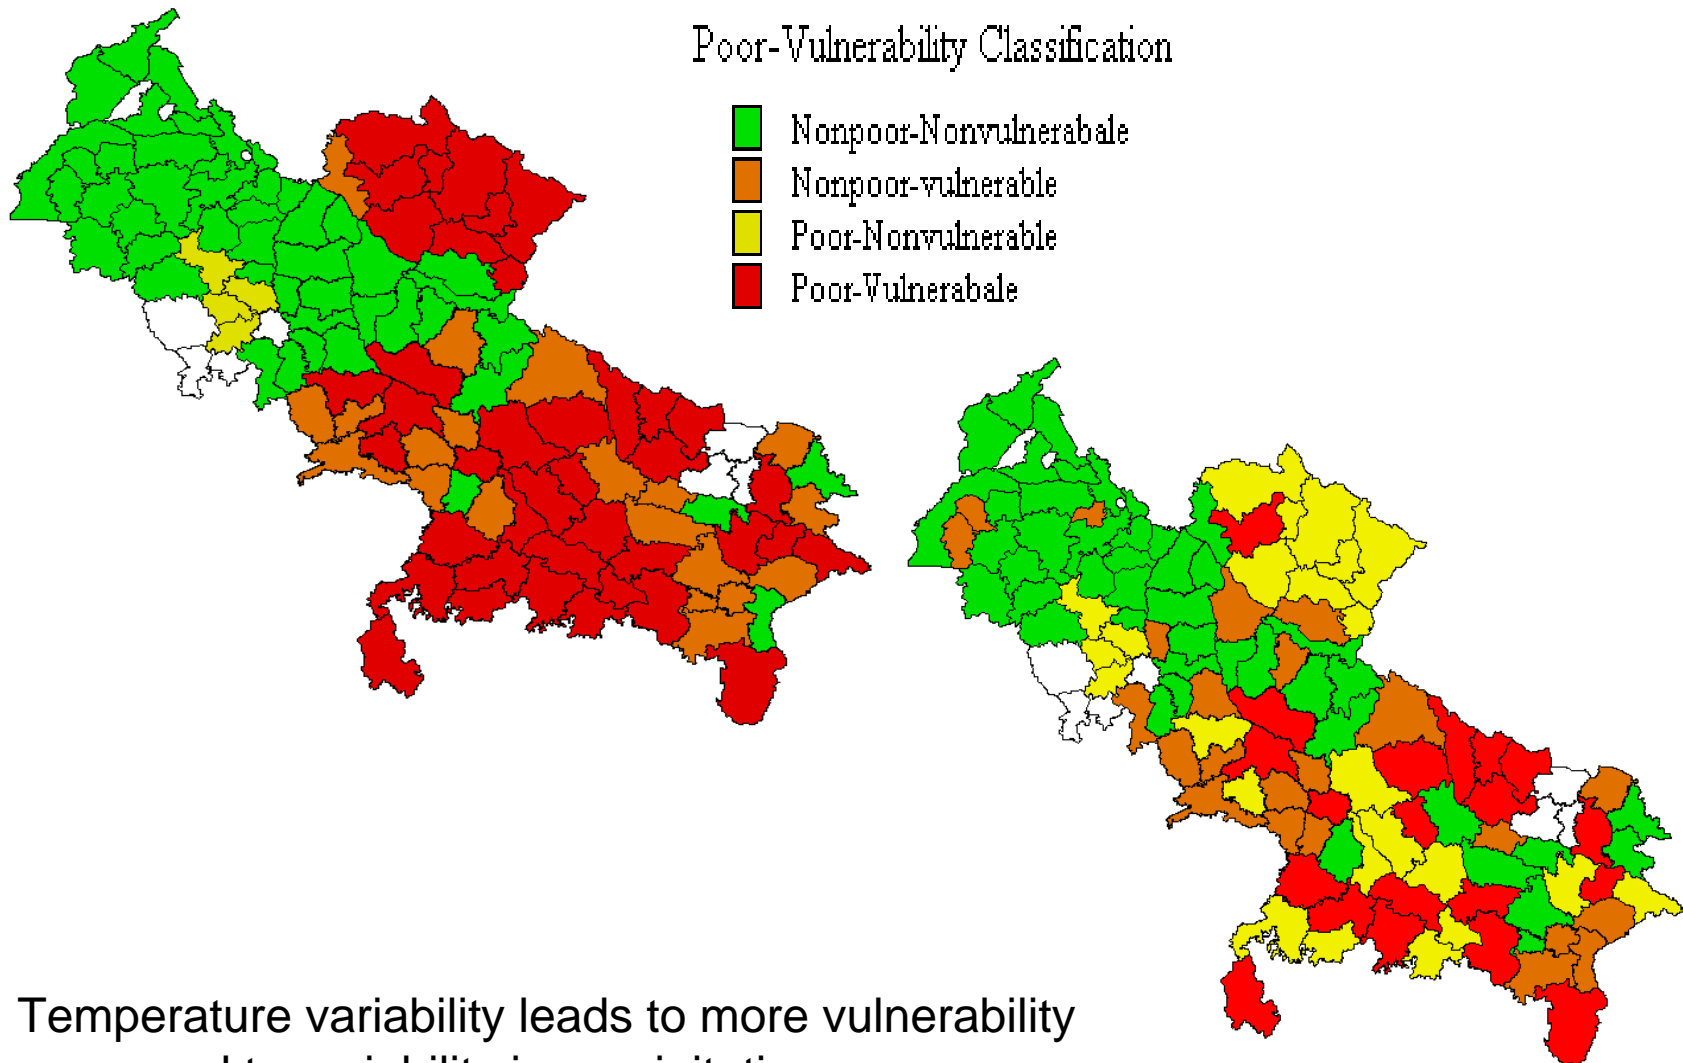 Poor-Vulnerability Classification
Nonpoor-Nonvulnerabale
Nonpoor-vulnerable
Poor-Nonvulnerable
Poor-Vulnerabale
Temperature variability leads to more vulnerability